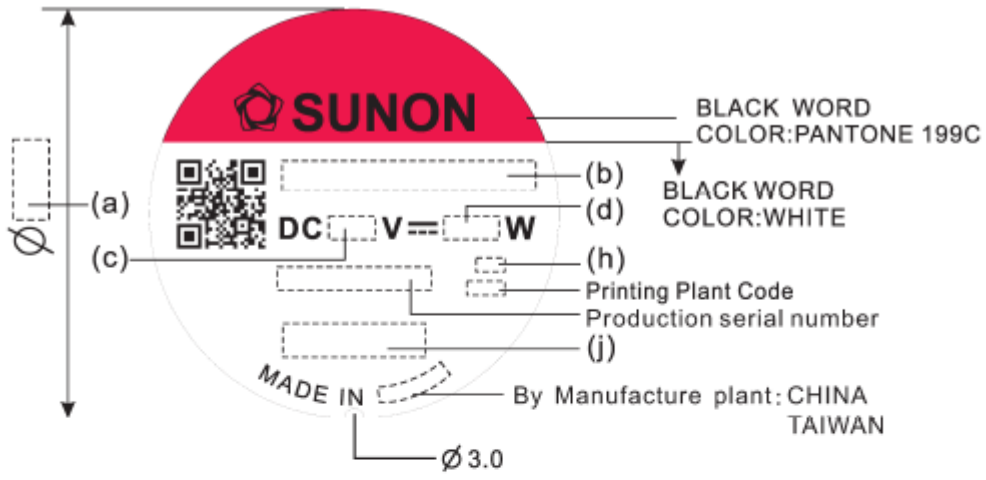 SUNON
BLACK WORD
COLOR:PANTONE 199C
(b)
BLACK WORD
COLOR:WHITE
(a)
(d)
DC V W
(c)
(h)
Printing Plant Code
Production serial number
(j)
MADE IN
By Manufacture plant: CHINA
TAIWAN
Ø
Ø 3.0